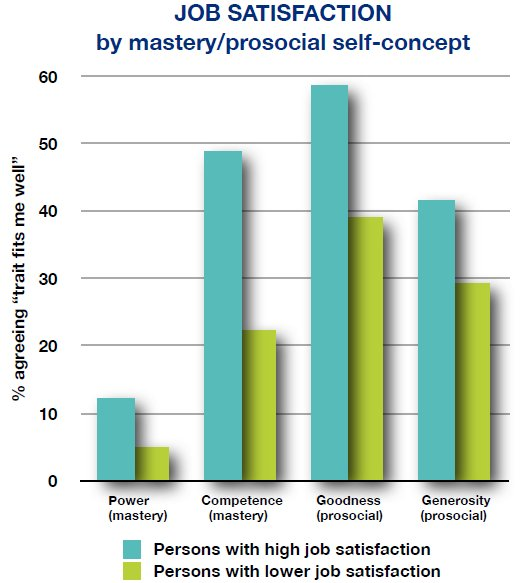 JOB SATISFACTION
by mastery/prosocial self-concept
% agreeing “trait fits me well”
60
50
40
30
20
10
0
Power
(mastery)
Competence
(mastery)
Goodness
(prosocial)
Generosity
(prosocial)
Persons with high job satisfaction
Persons with lower job satisfaction